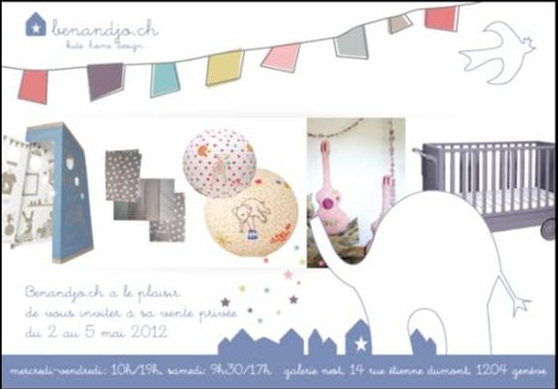 benandjo.ch
kids home design
Benandjo.ch a le plaisir
de vous inviter à sa vente privée
du 2 au 5 mai 2012
mercredi-vendredi: 10h/19h, samedi: 9h30/17h galerie nest, 14 rue étienne dumont, 1204 genève